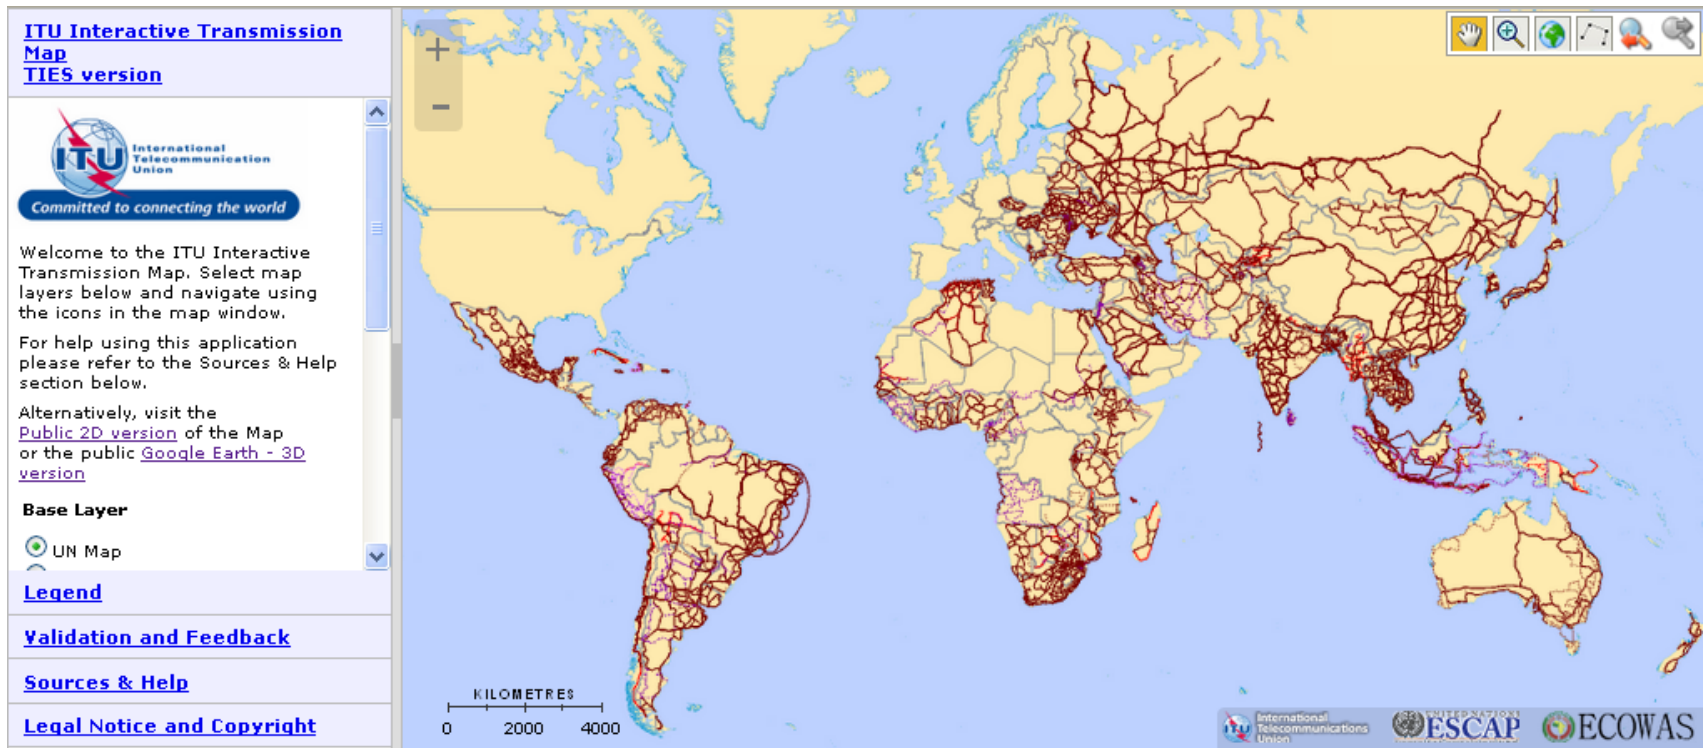 ITU Interactive Transmission
Map
TIES version
ITU
International
Telecommunication
Union
Committed to connecting the world
Welcome to the ITU Interactive
Transmission Map. Select map
layers below and navigate using
the icons in the map window.
For help using this application
please refer to the Sources & Help
section below.
Alternatively, visit the
Public 2D version of the Map
or the public Google Earth - 3D
version
Base Layer
UN Map
Legend
Validation and Feedback
Sources & Help
Legal Notice and Copyright
+
−
KILOMETRES
0 2000 4000
ITU
International
Telecommunications
Union
UNITED NATIONS
ESCAP
ECOWAS